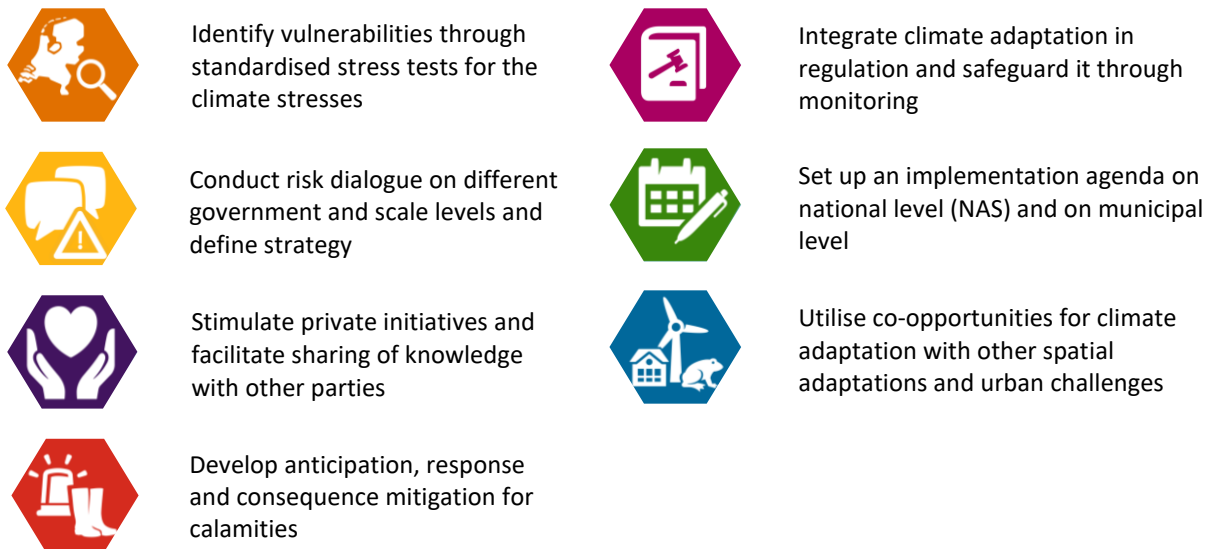 Identify vulnerabilities through
standardised stress tests for the
climate stresses
Conduct risk dialogue on different
government and scale levels and
define strategy
Stimulate private initiatives and
facilitate sharing of knowledge
with other parties
Develop anticipation, response
and consequence mitigation for
calamities
Integrate climate adaptation in
regulation and safeguard it through
monitoring
Set up an implementation agenda on
national level (NAS) and on municipal
level
Utilise co-opportunities for climate
adaptation with other spatial
adaptations and urban challenges